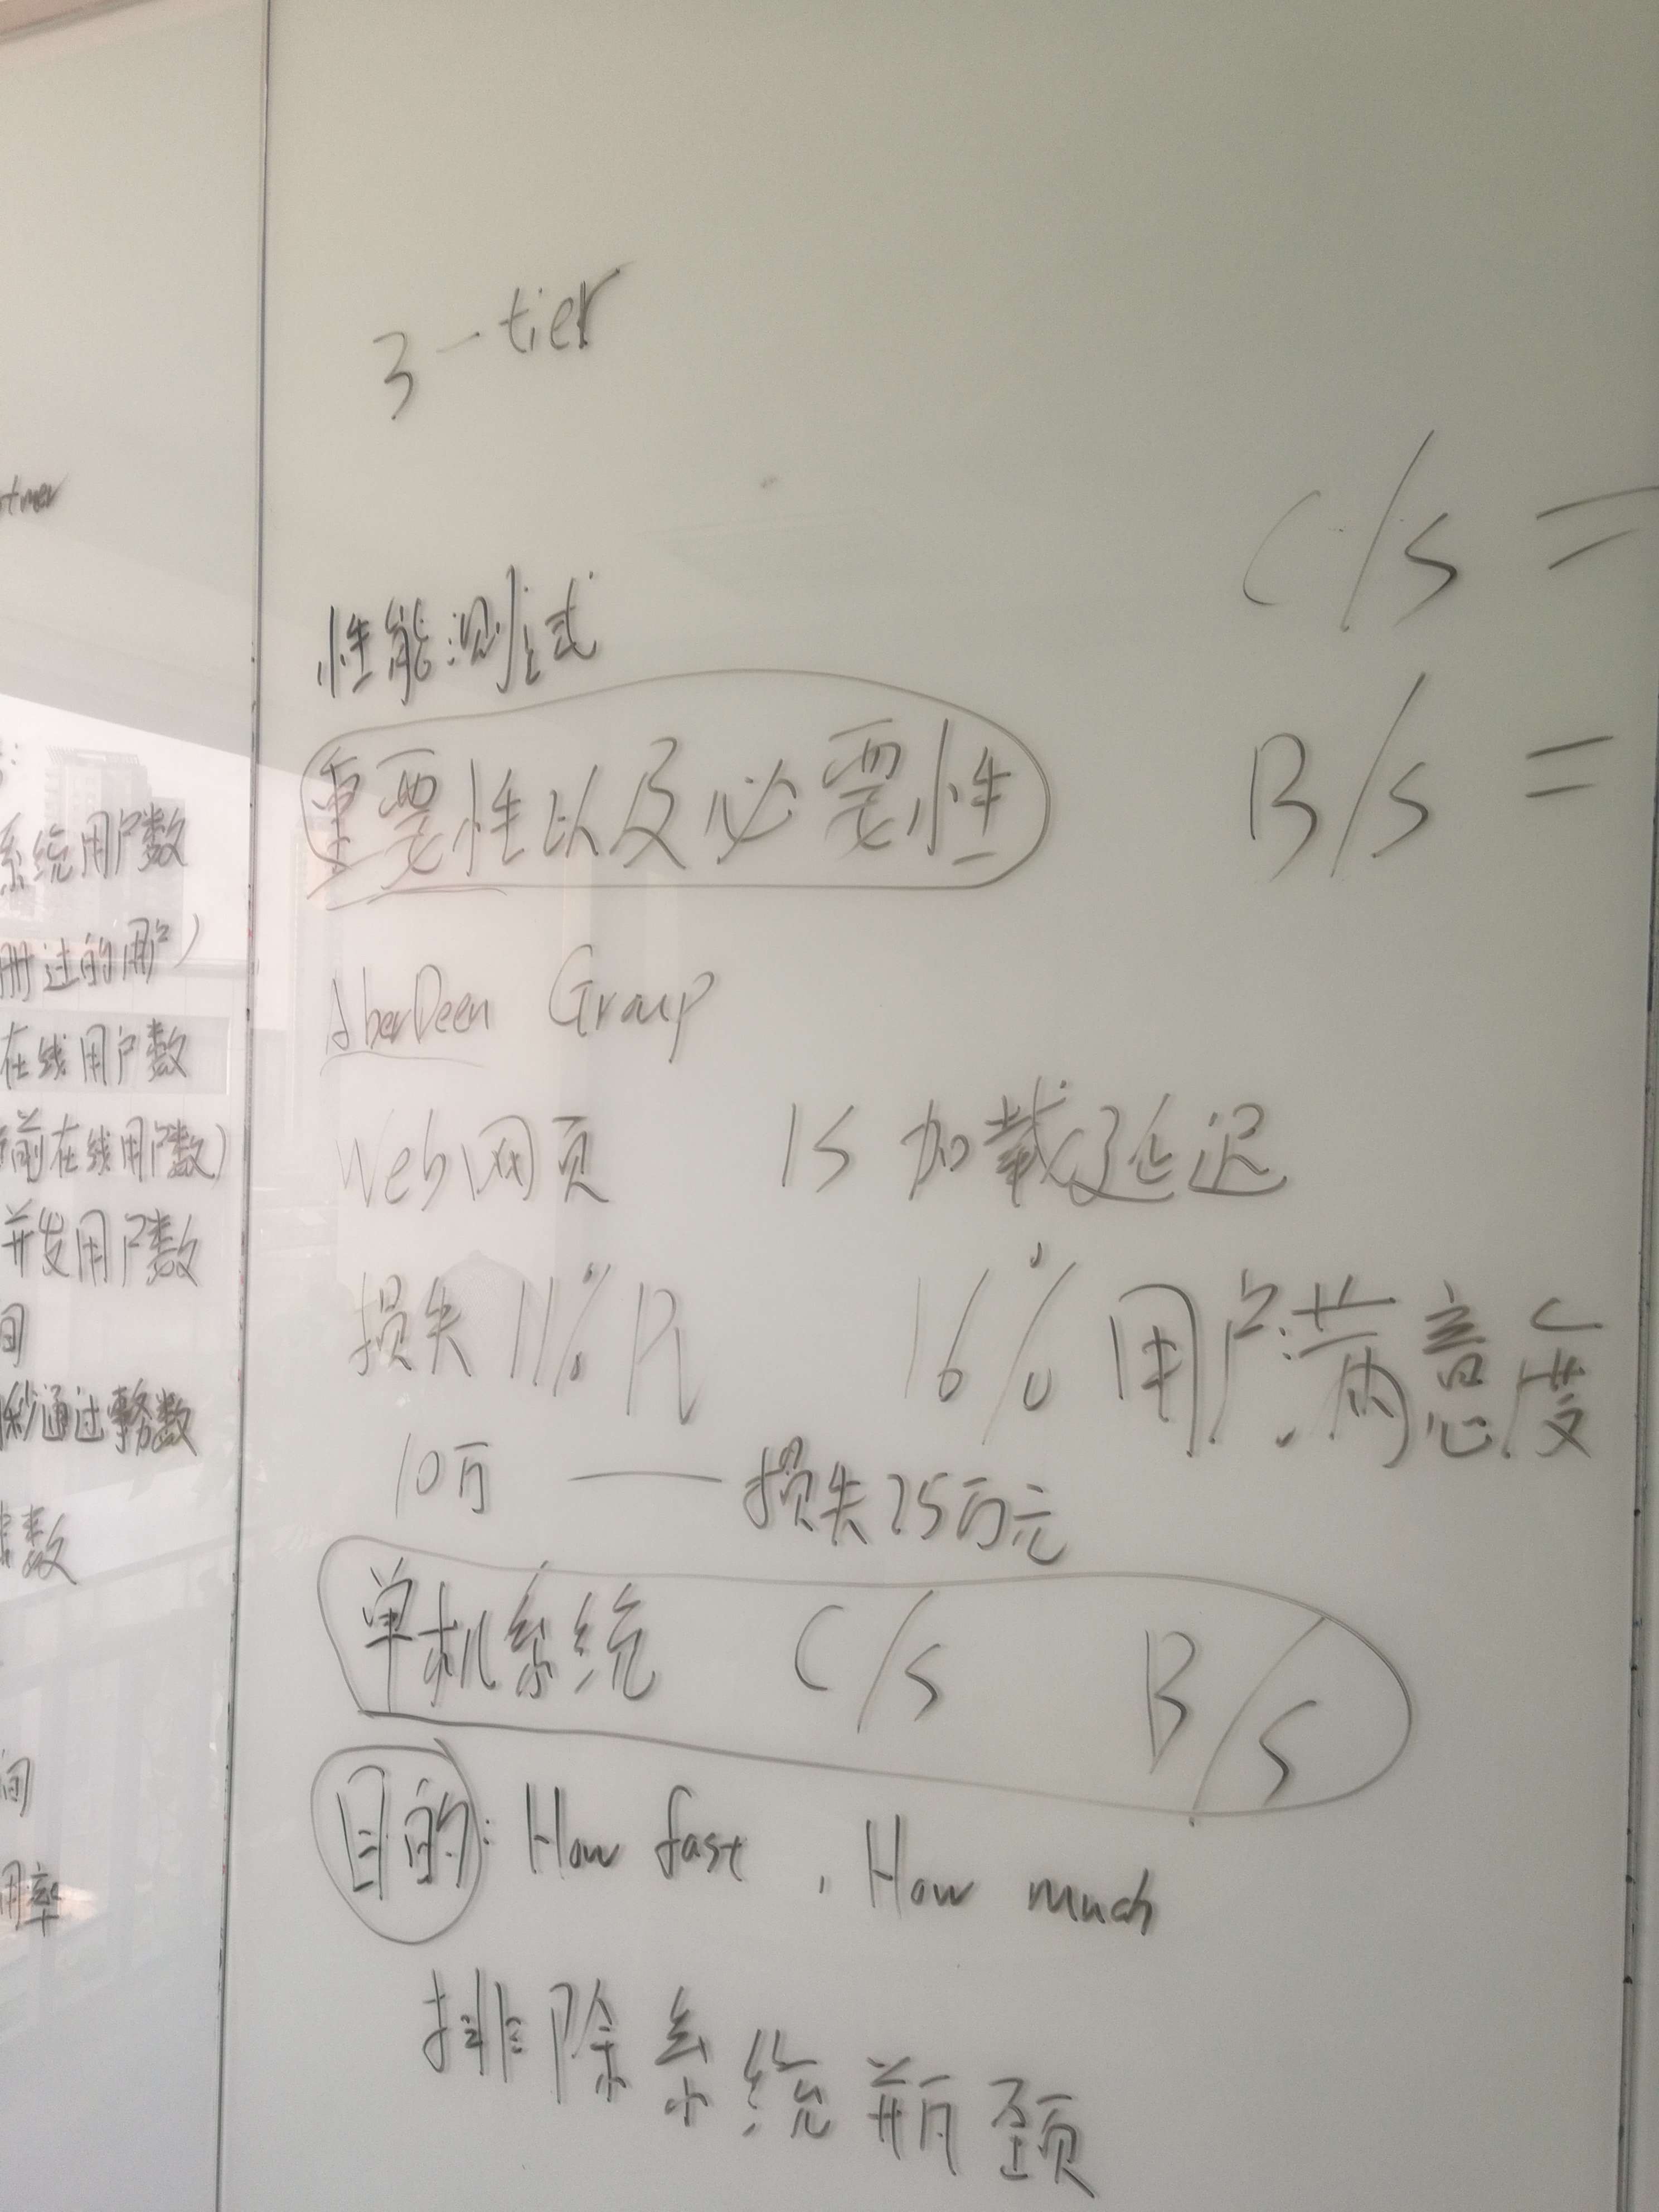 3-tier
C/S =
B/S =
性能测试
重要性以及必要性
AberDeen Group
Web网页 1S 加载延迟
损失11% PV 16% 用户满意度
10万 —— 损失25万元
单机系统 C/S B/S
目的: How fast , How much
排除系统瓶颈
系统用户数
册过的用户)
在线用户数
前在线用户数)
并发用户数
间
秒通过事务数
数
间
用率